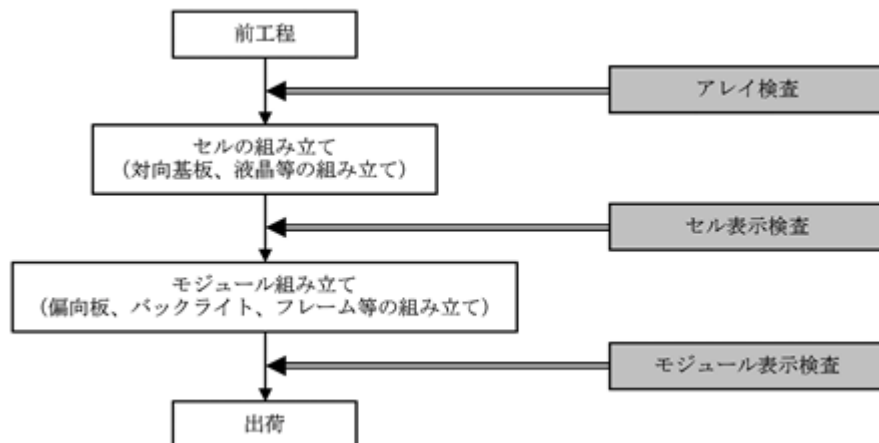 前工程
アレイ検査
セルの組み立て
（対向基板、液晶等の組み立て）
セル表示検査
モジュール組み立て
（偏向板、バックライト、フレーム等の組み立て）
モジュール表示検査
出荷